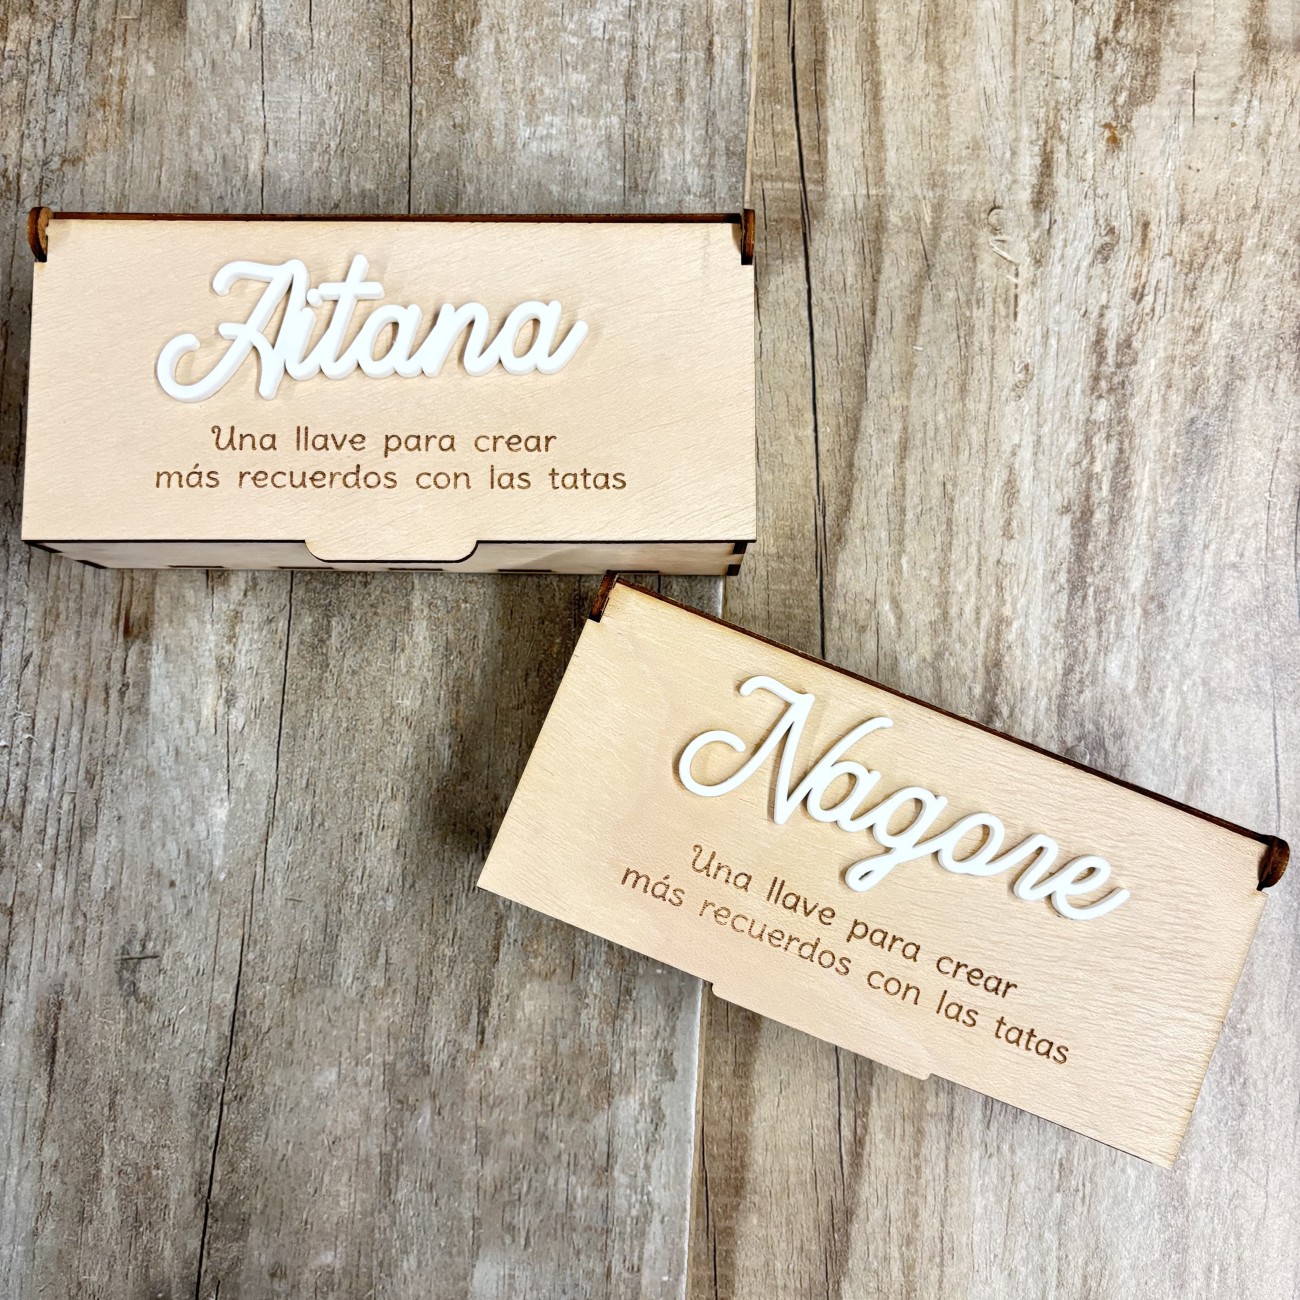 Aitana
Una llave para crear
más recuerdos con las tatas
Nagore
Una llave para crear
más recuerdos con las tatas